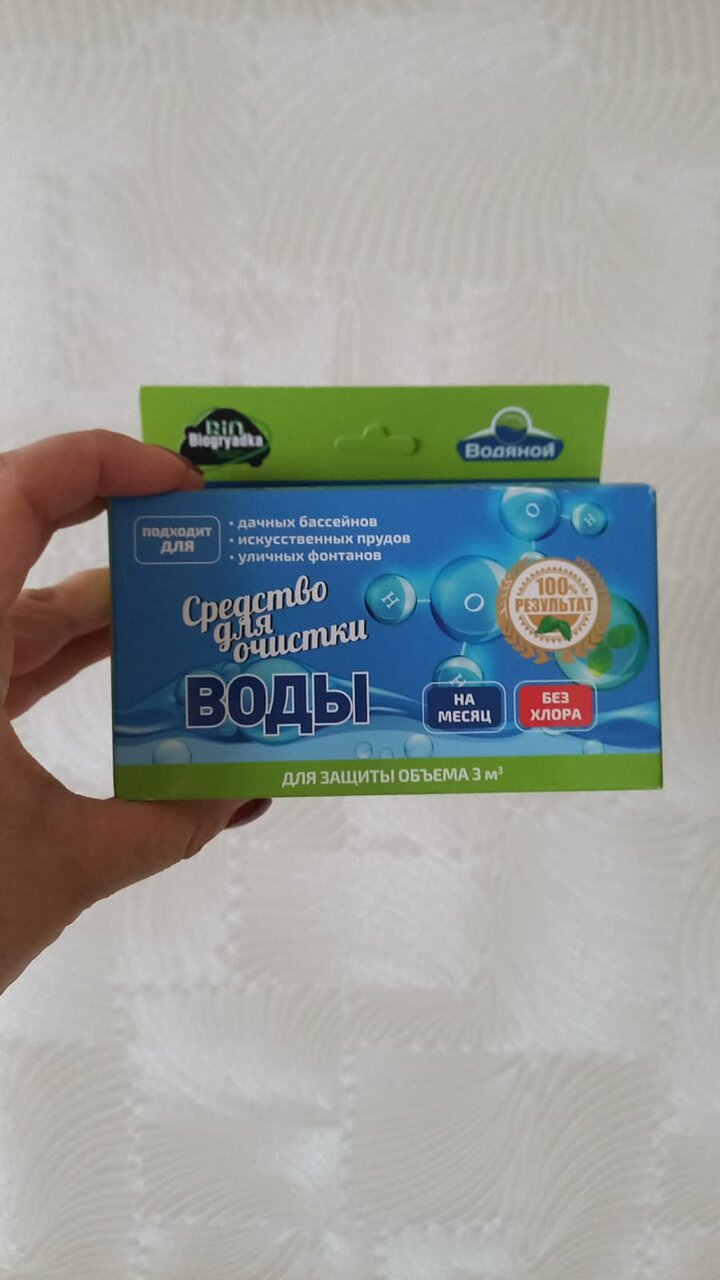 BIO
Biogryadka
Водяной
ПОДХОДИТ
ДЛЯ
• дачных бассейнов
• искусственных прудов
• уличных фонтанов
O
H
H
O
H
100%
РЕЗУЛЬТАТ
Средство
для
очистки
ВОДЫ
НА
МЕСЯЦ
БЕЗ
ХЛОРА
ДЛЯ ЗАЩИТЫ ОБЪЕМА 3 м³